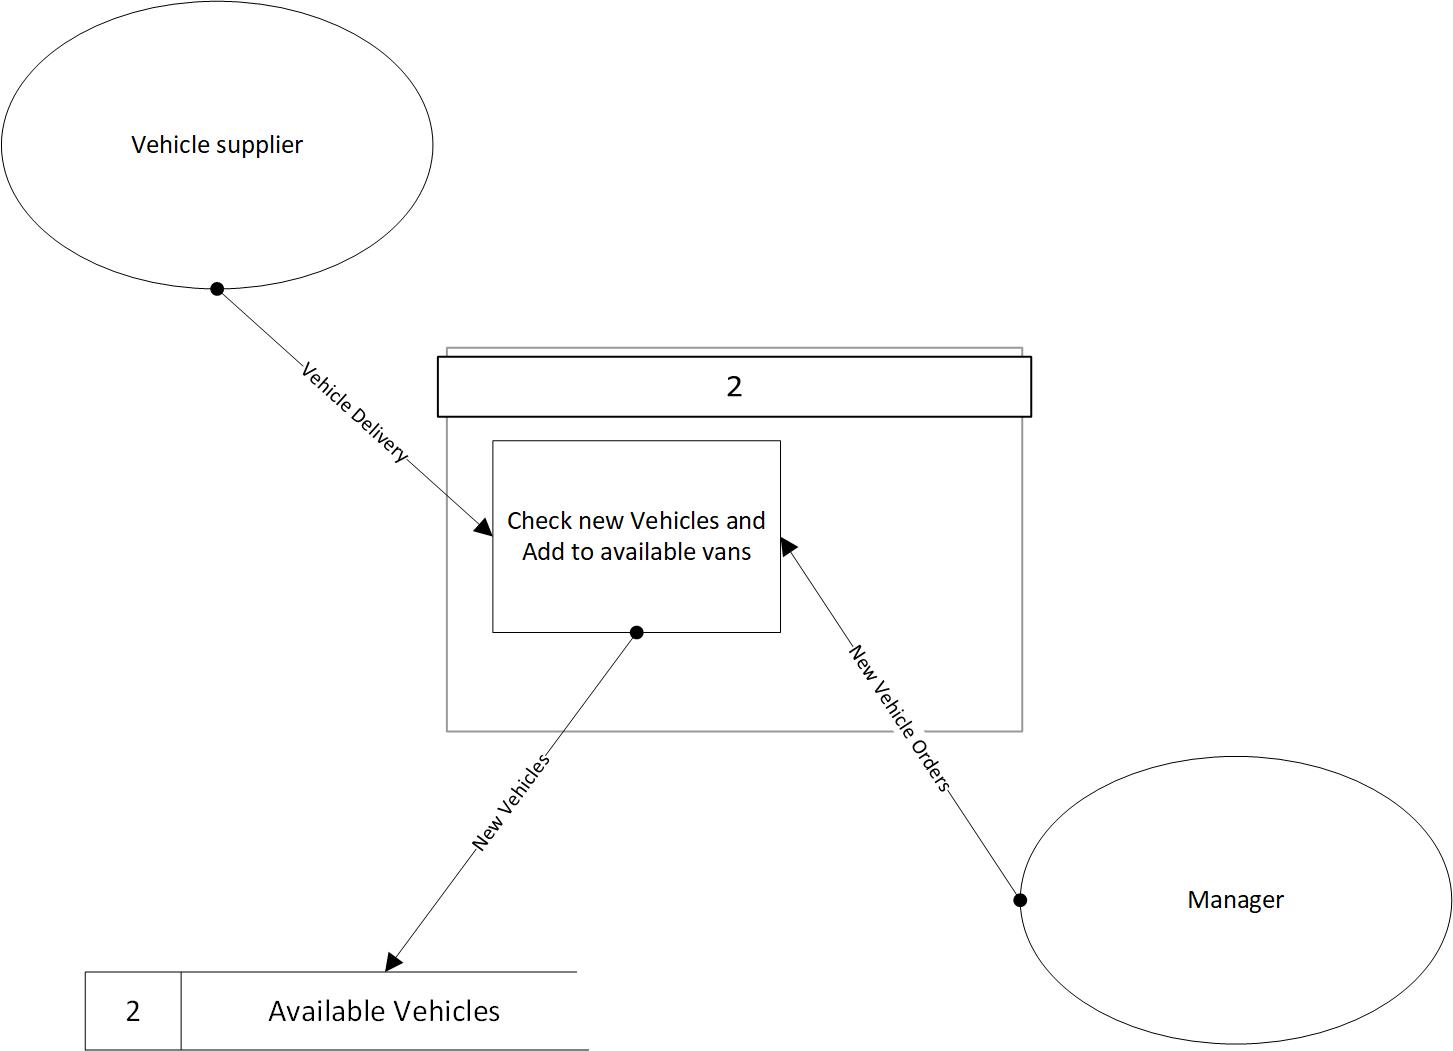 Vehicle supplier
Vehicle Delivery
2
Check new Vehicles and
Add to available vans
New Vehicle Orders
New Vehicles
Manager
2
Available Vehicles